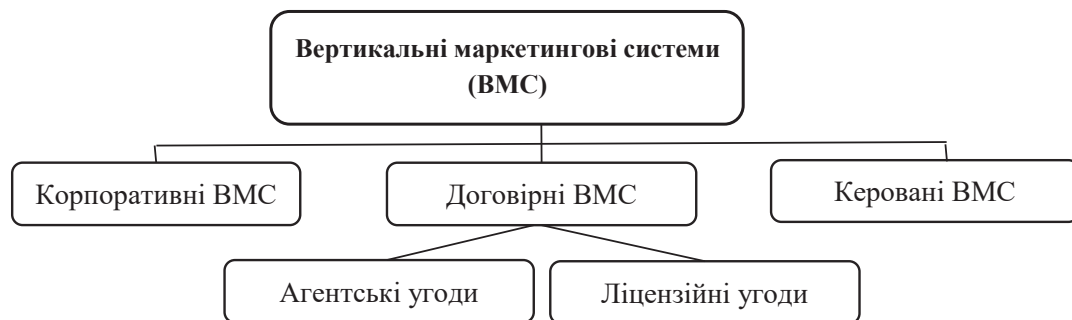 Вертикальні маркетингові системи
(ВМС)
Корпоративні ВМС
Договірні ВМС
Керовані ВМС
Агентські угоди
Ліцензійні угоди